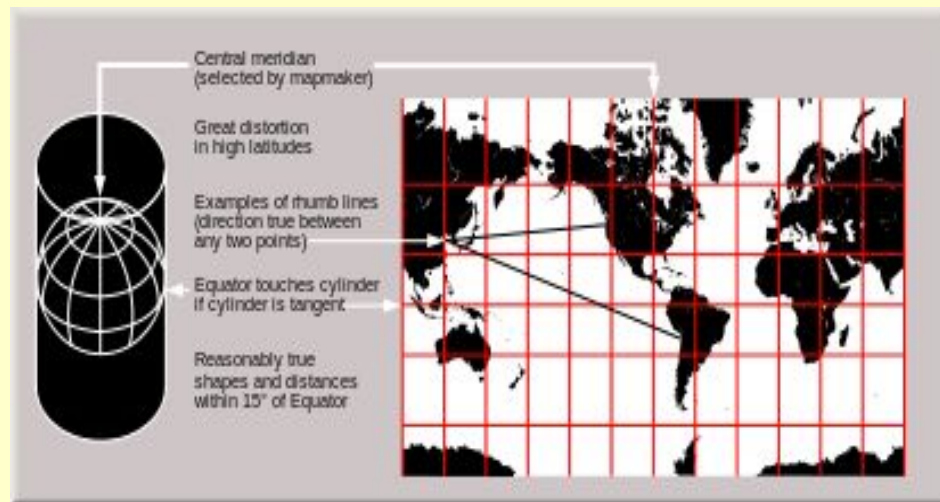 Central meridian
(selected by mapmaker)
Great distortion
in high latitudes
Examples of rhumb lines
(direction true between
any two points)
Equator touches cylinder
if cylinder is tangent
Reasonably true
shapes and distances
within 15° of Equator